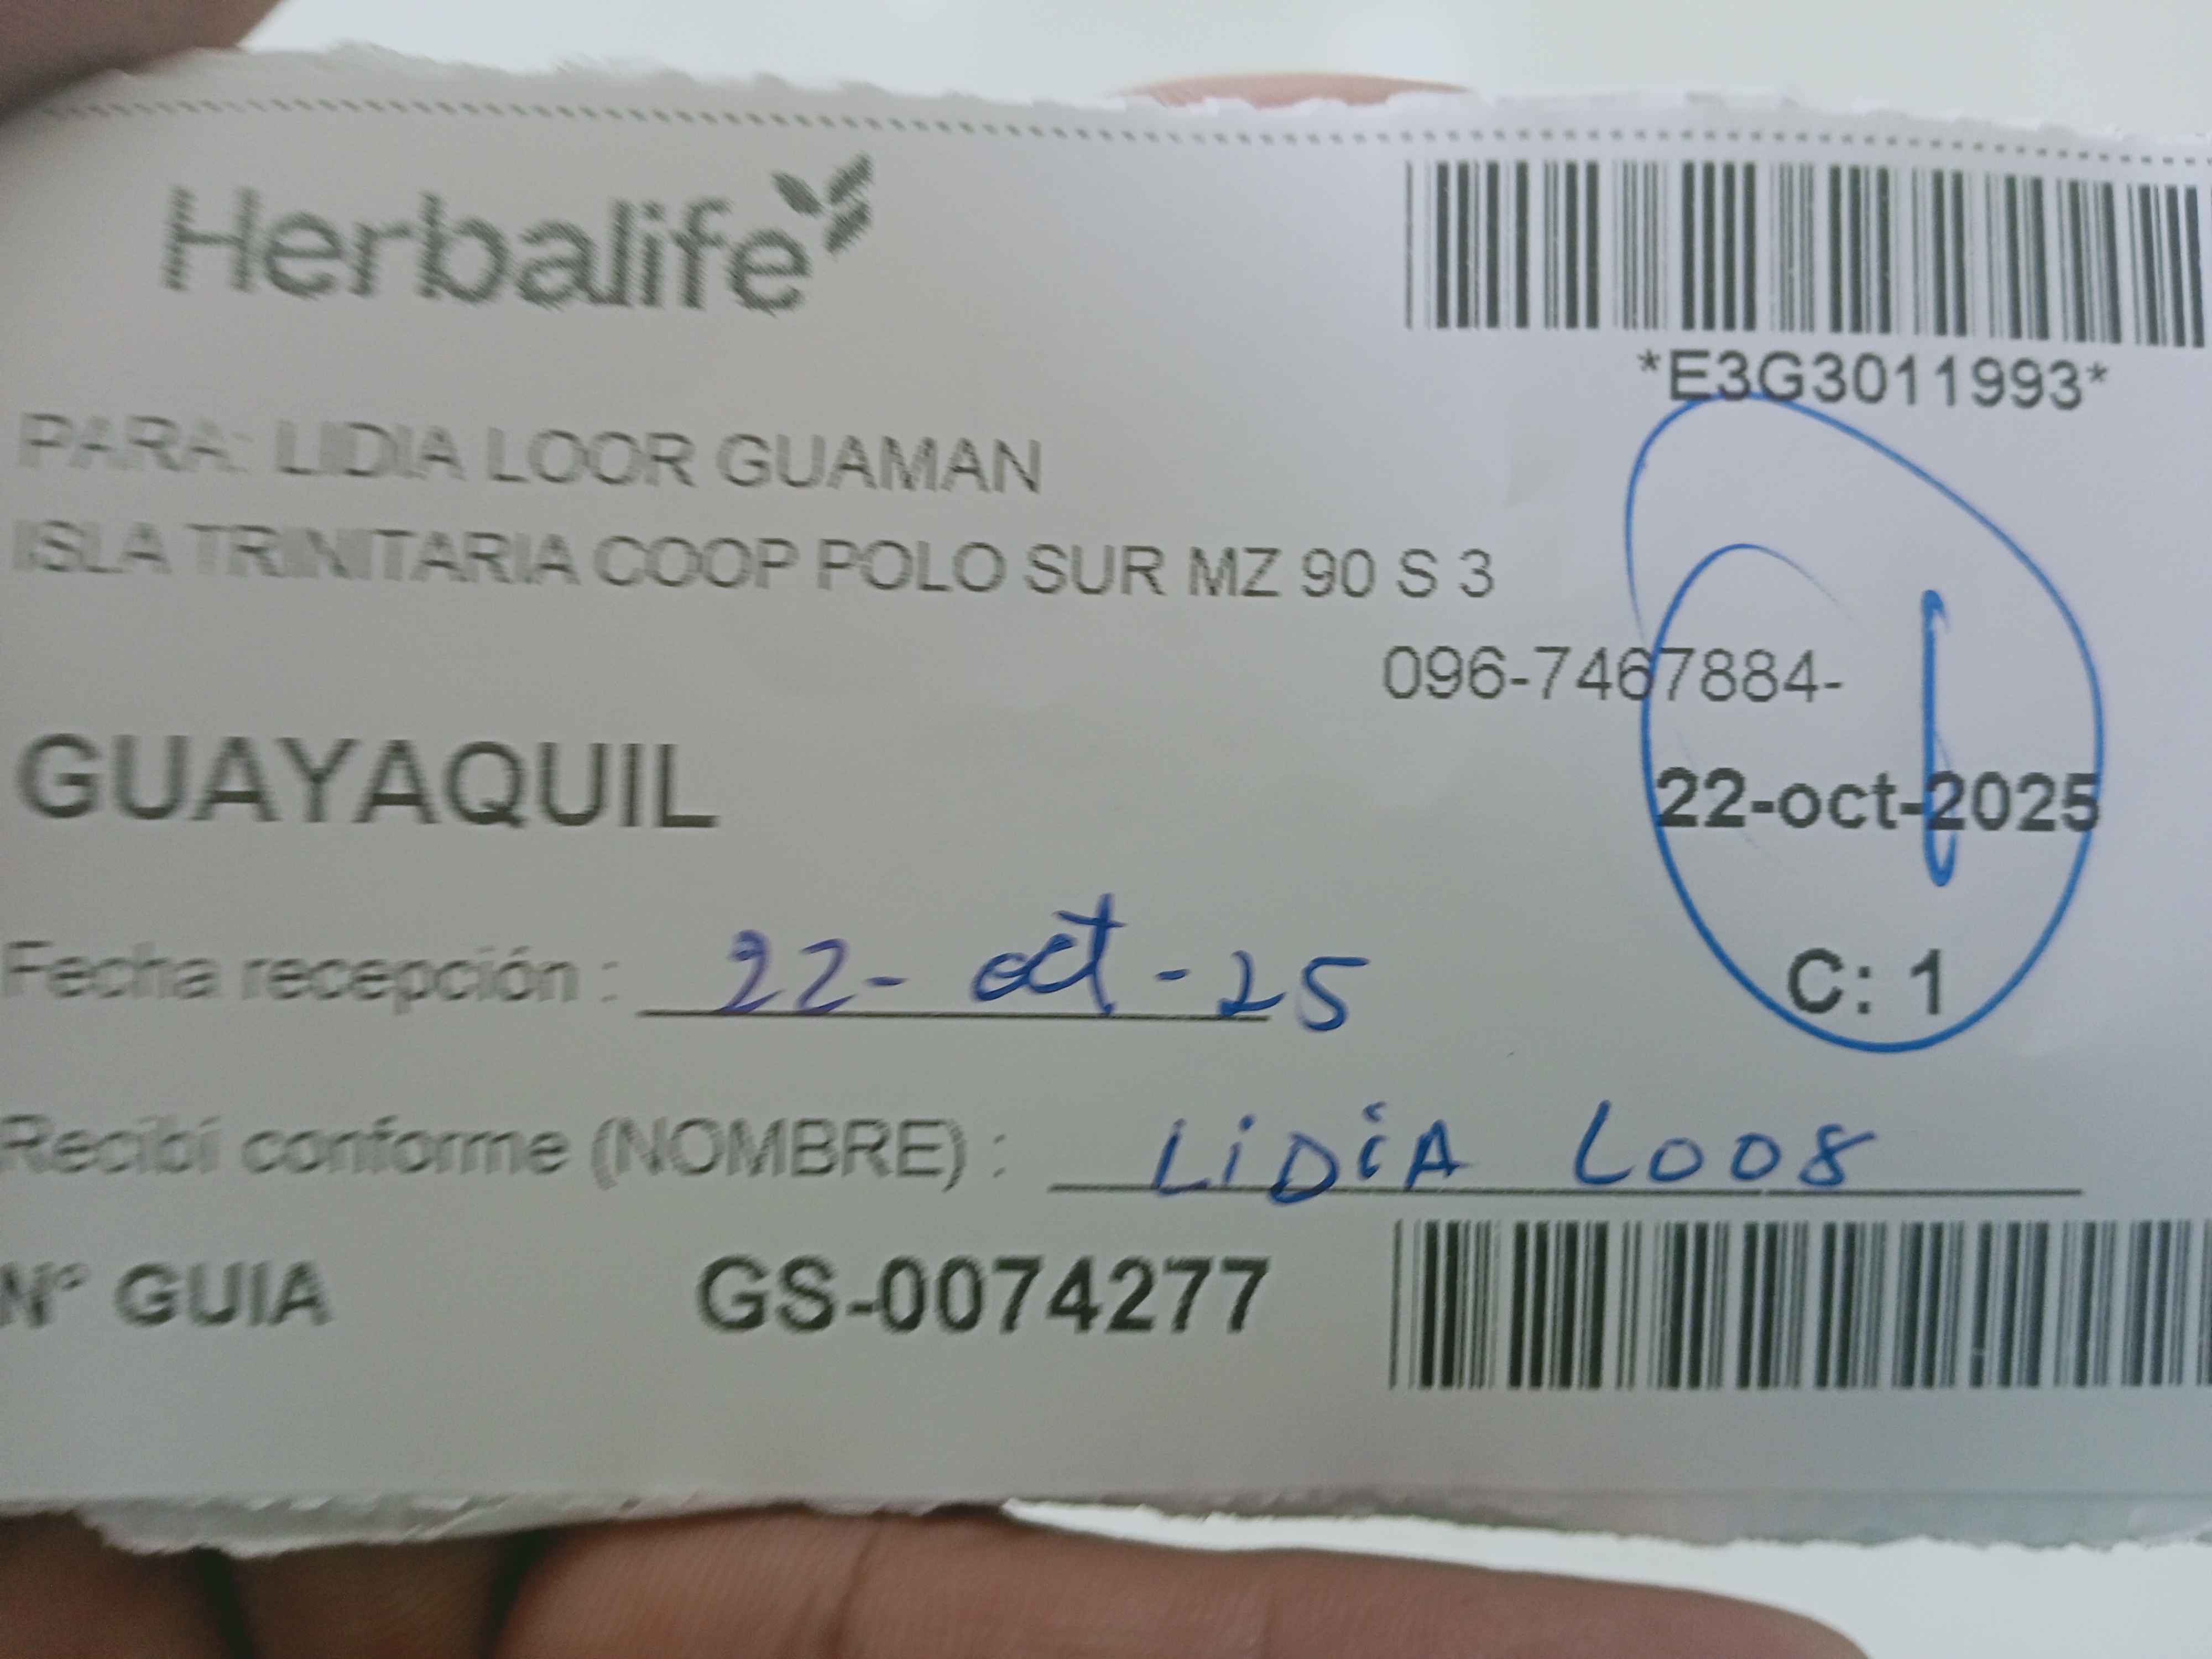 Herbalife
*E3G3011993*
PARA: LIDIA LOOR GUAMAN
ISLA TRINITARIA COOP POLO SUR MZ 90 S 3
096-7467884-
GUAYAQUIL
22-oct-2025
C: 1
Fecha recepción : 22- oct - 25
Recibí conforme (NOMBRE) : LiDiA LOOR
N° GUIA GS-0074277